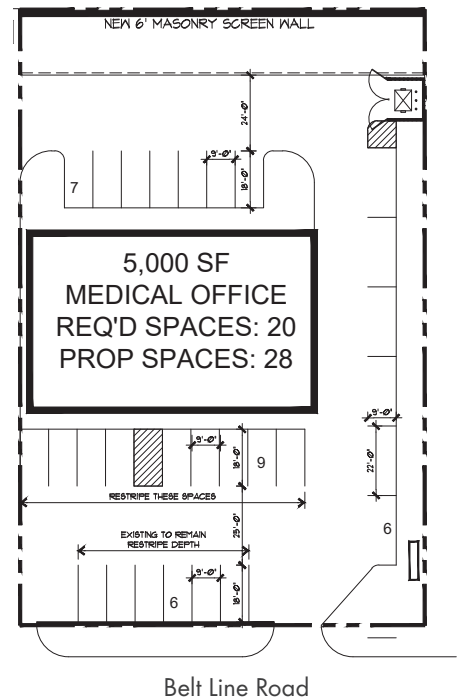 NEW 6' MASONRY SCREEN WALL
24'-0"
9'-0"
18'-0"
7
5,000 SF
MEDICAL OFFICE
REQ'D SPACES: 20
PROP SPACES: 28
9'-0"
9'-0"
18'-0"
9
22'-0"
RESTRIPE THESE SPACES
25'-0"
EXISTING TO REMAIN
RESTRIPE DEPTH
6
9'-0"
18'-0"
6
Belt Line Road